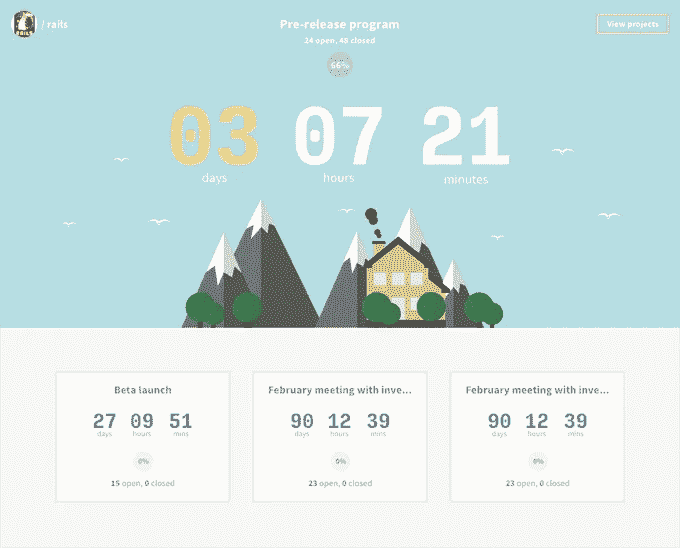 RAILS / rails
Pre-release program
View projects
24 open, 48 closed
66%
03 07 21
days hours minutes
Beta launch
27 09 51
days hours mins
0%
15 open, 0 closed
February meeting with inve...
90 12 39
days hours mins
0%
23 open, 0 closed
February meeting with inve...
90 12 39
days hours mins
0%
23 open, 0 closed